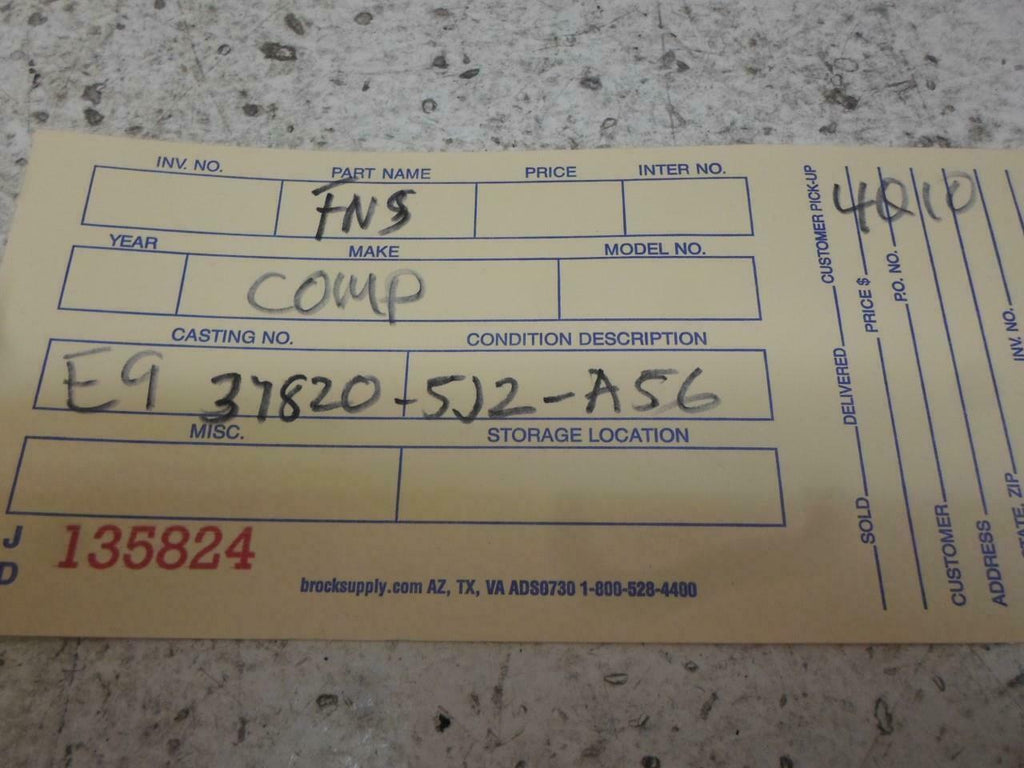 INV. NO. PART NAME PRICE INTER NO.
FNS
YEAR MAKE MODEL NO.
COMP
CASTING NO. CONDITION DESCRIPTION
E9 37820-5J2-A56
MISC. STORAGE LOCATION
J
D
135824
brocksupply.com AZ, TX, VA ADS0730 1-800-528-4400
SOLD DELIVERED CUSTOMER PICK-UP
PRICE $
P.O. NO.
CUSTOMER
ADDRESS
STATE, ZIP
INV. NO.
4010